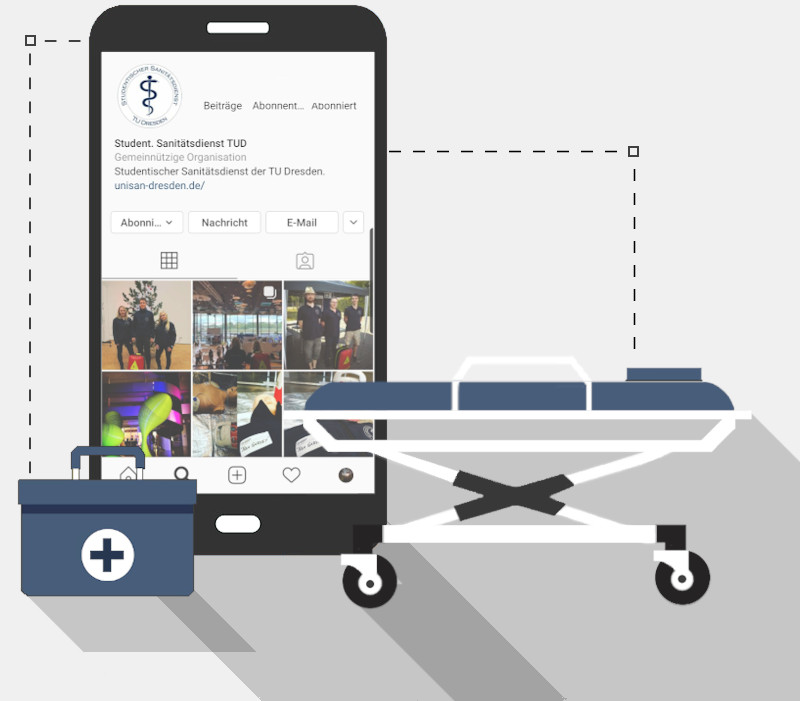 STUDENTISCHER SANITÄTSDIENST
TU DRESDEN
Beiträge Abonnent... Abonniert
Student. Sanitätsdienst TUD
Gemeinnützige Organisation
Studentischer Sanitätsdienst der TU Dresden.
unisan-dresden.de/
Abonni... Nachricht E-Mail